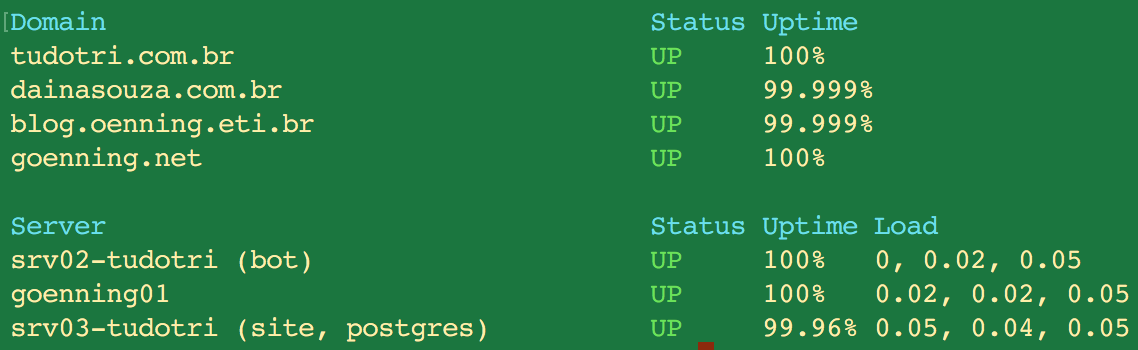 Domain Status Uptime
tudotri.com.br UP 100%
dainasouza.com.br UP 99.999%
blog.oenning.eti.br UP 99.999%
goenning.net UP 100%
Server Status Uptime Load
srv02-tudotri (bot) UP 100% 0, 0.02, 0.05
goenning01 UP 100% 0.02, 0.02, 0.05
srv03-tudotri (site, postgres) UP 99.96% 0.05, 0.04, 0.05